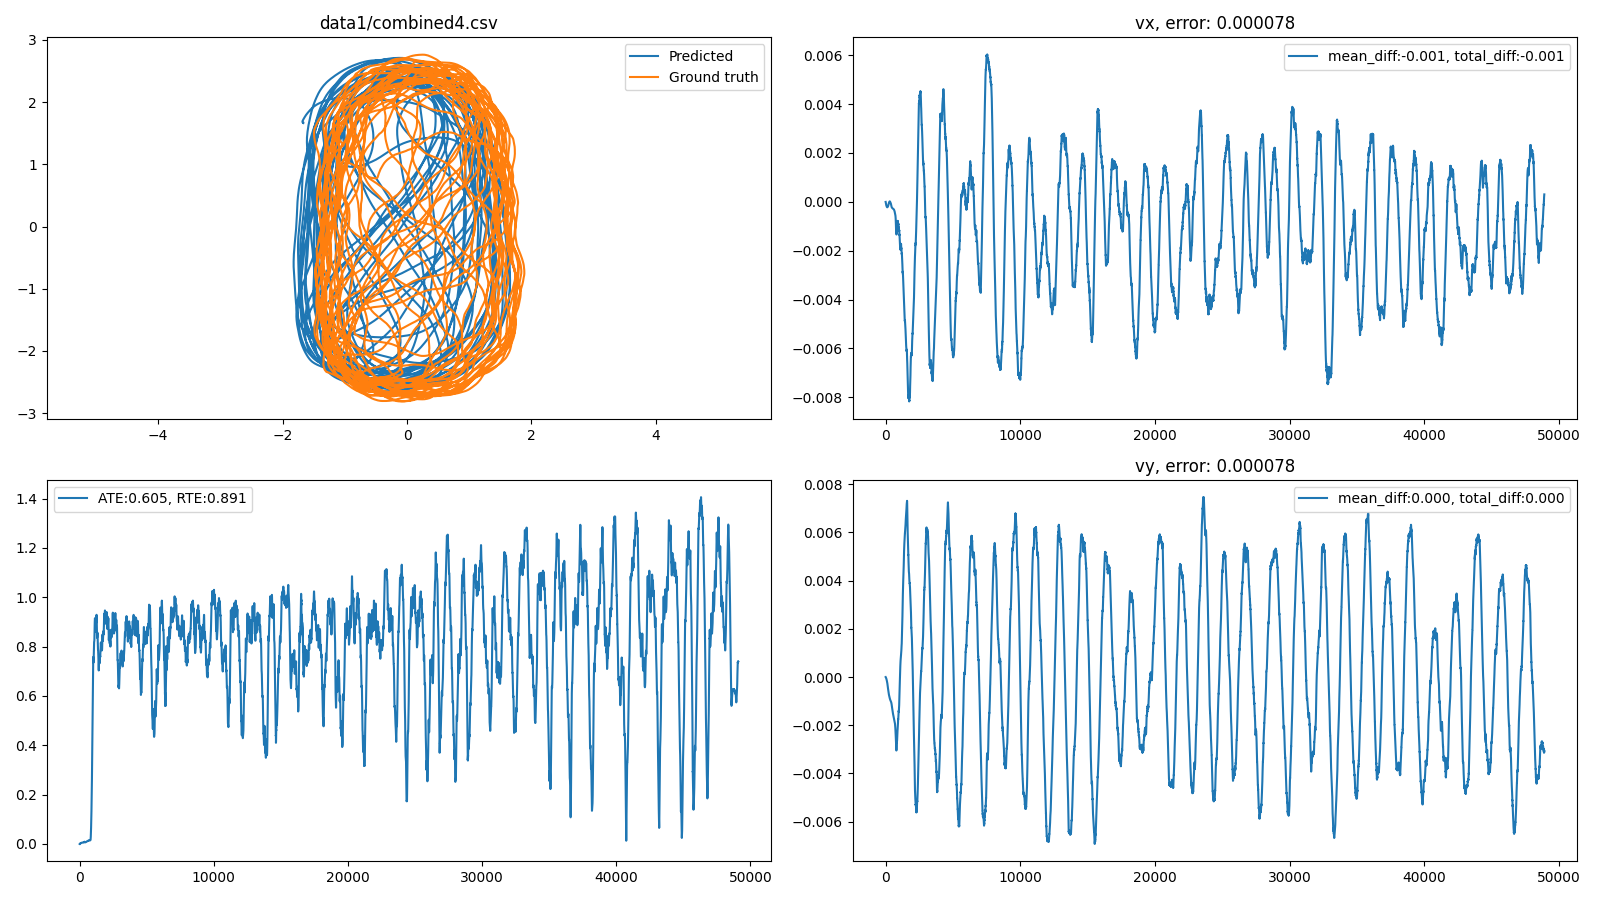 data1/combined4.csv
Predicted
Ground truth
3
2
1
0
−1
−2
−3
−4 −2 0 2 4
vx, error: 0.000078
mean_diff:-0.001, total_diff:-0.001
0.006
0.004
0.002
0.000
−0.002
−0.004
−0.006
−0.008
0 10000 20000 30000 40000 50000
ATE:0.605, RTE:0.891
1.4
1.2
1.0
0.8
0.6
0.4
0.2
0.0
0 10000 20000 30000 40000 50000
vy, error: 0.000078
mean_diff:0.000, total_diff:0.000
0.008
0.006
0.004
0.002
0.000
−0.002
−0.004
−0.006
0 10000 20000 30000 40000 50000